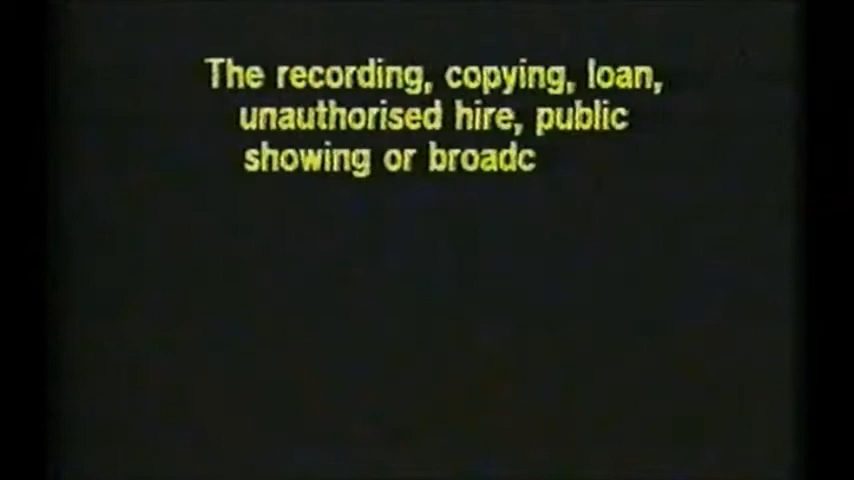 The recording, copying, loan,
unauthorised hire, public
showing or broadc